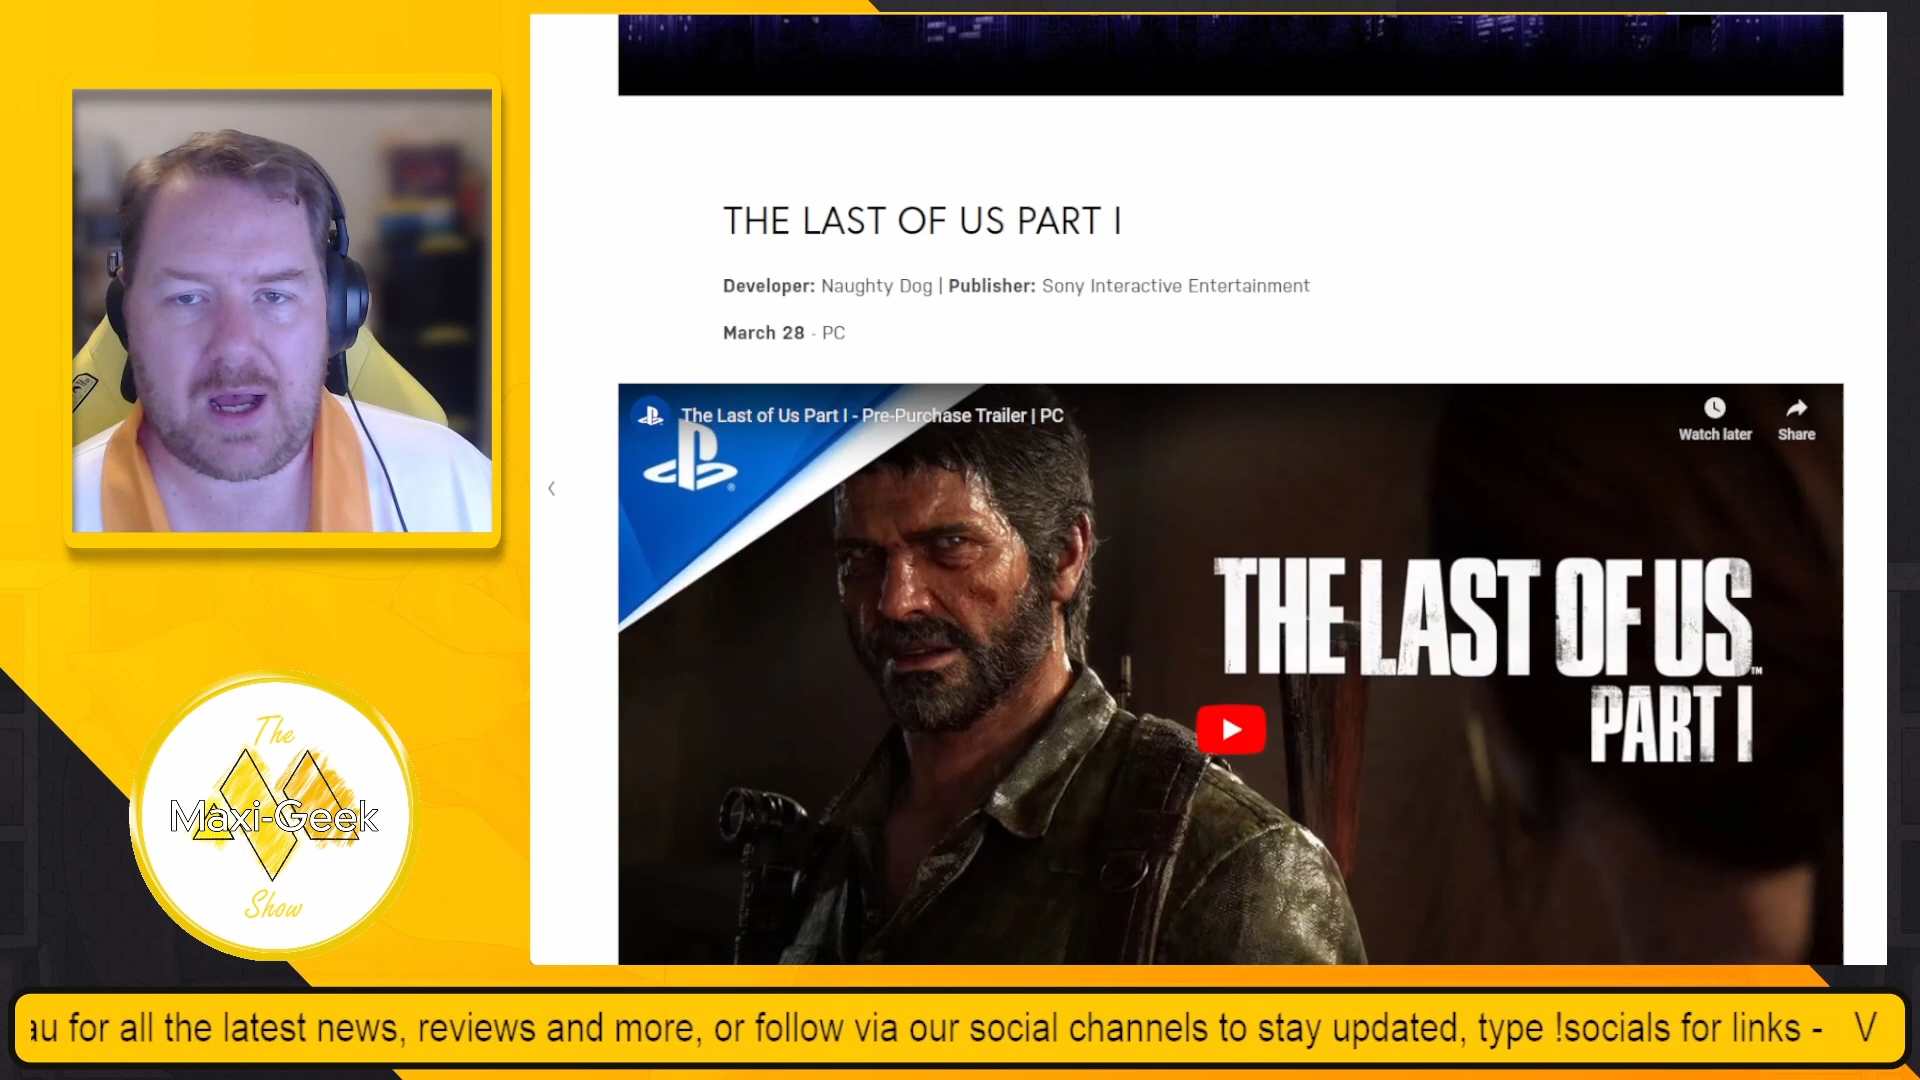 THE LAST OF US PART I
Developer: Naughty Dog | Publisher: Sony Interactive Entertainment
March 28 - PC
The Last of Us Part I - Pre-Purchase Trailer | PC
Watch later
Share
THE LAST OF US™
PART I
The
Maxi-Geek
Show
au for all the latest news, reviews and more, or follow via our social channels to stay updated, type !socials for links - V